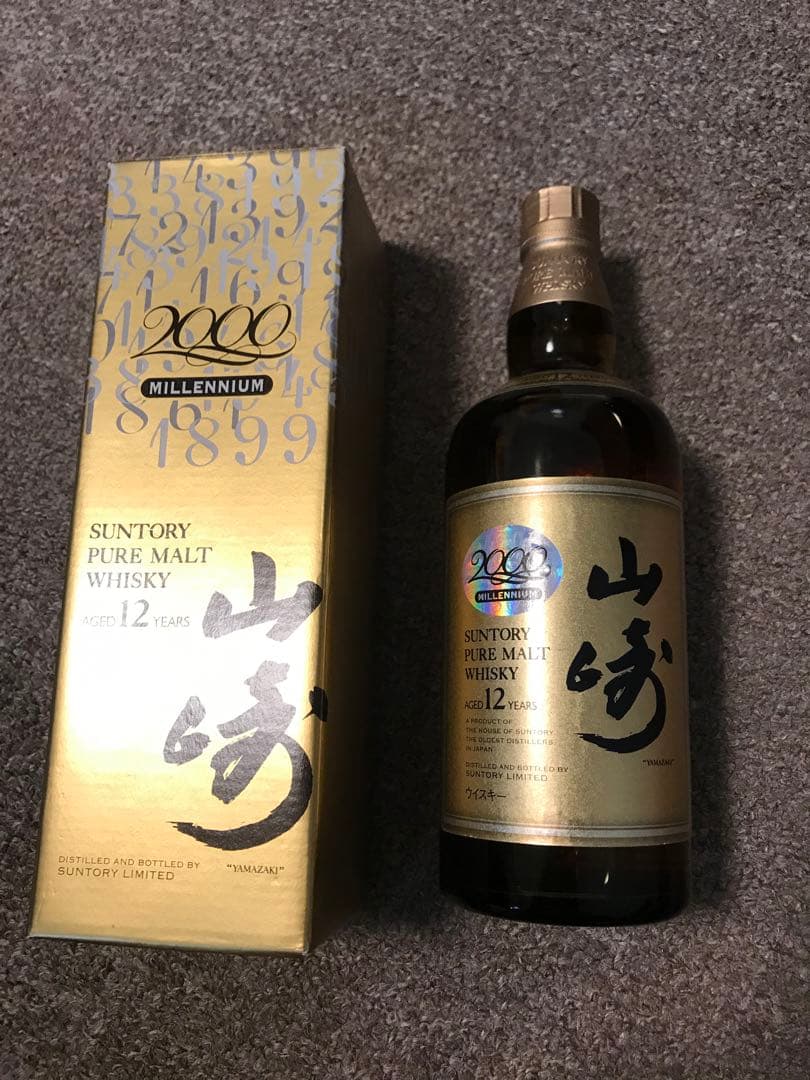 2000
MILLENNIUM
1899
SUNTORY
PURE MALT
WHISKY
AGED 12 YEARS
山崎
DISTILLED AND BOTTLED BY
SUNTORY LIMITED
"YAMAZAKI"
2000
MILLENNIUM
山崎
SUNTORY
PURE MALT
WHISKY
AGED 12 YEARS
A PRODUCT OF
THE HOUSE OF SUNTORY
THE OLDEST DISTILLERS
IN JAPAN
"YAMAZAKI"
DISTILLED AND BOTTLED BY
SUNTORY LIMITED
ウイスキー